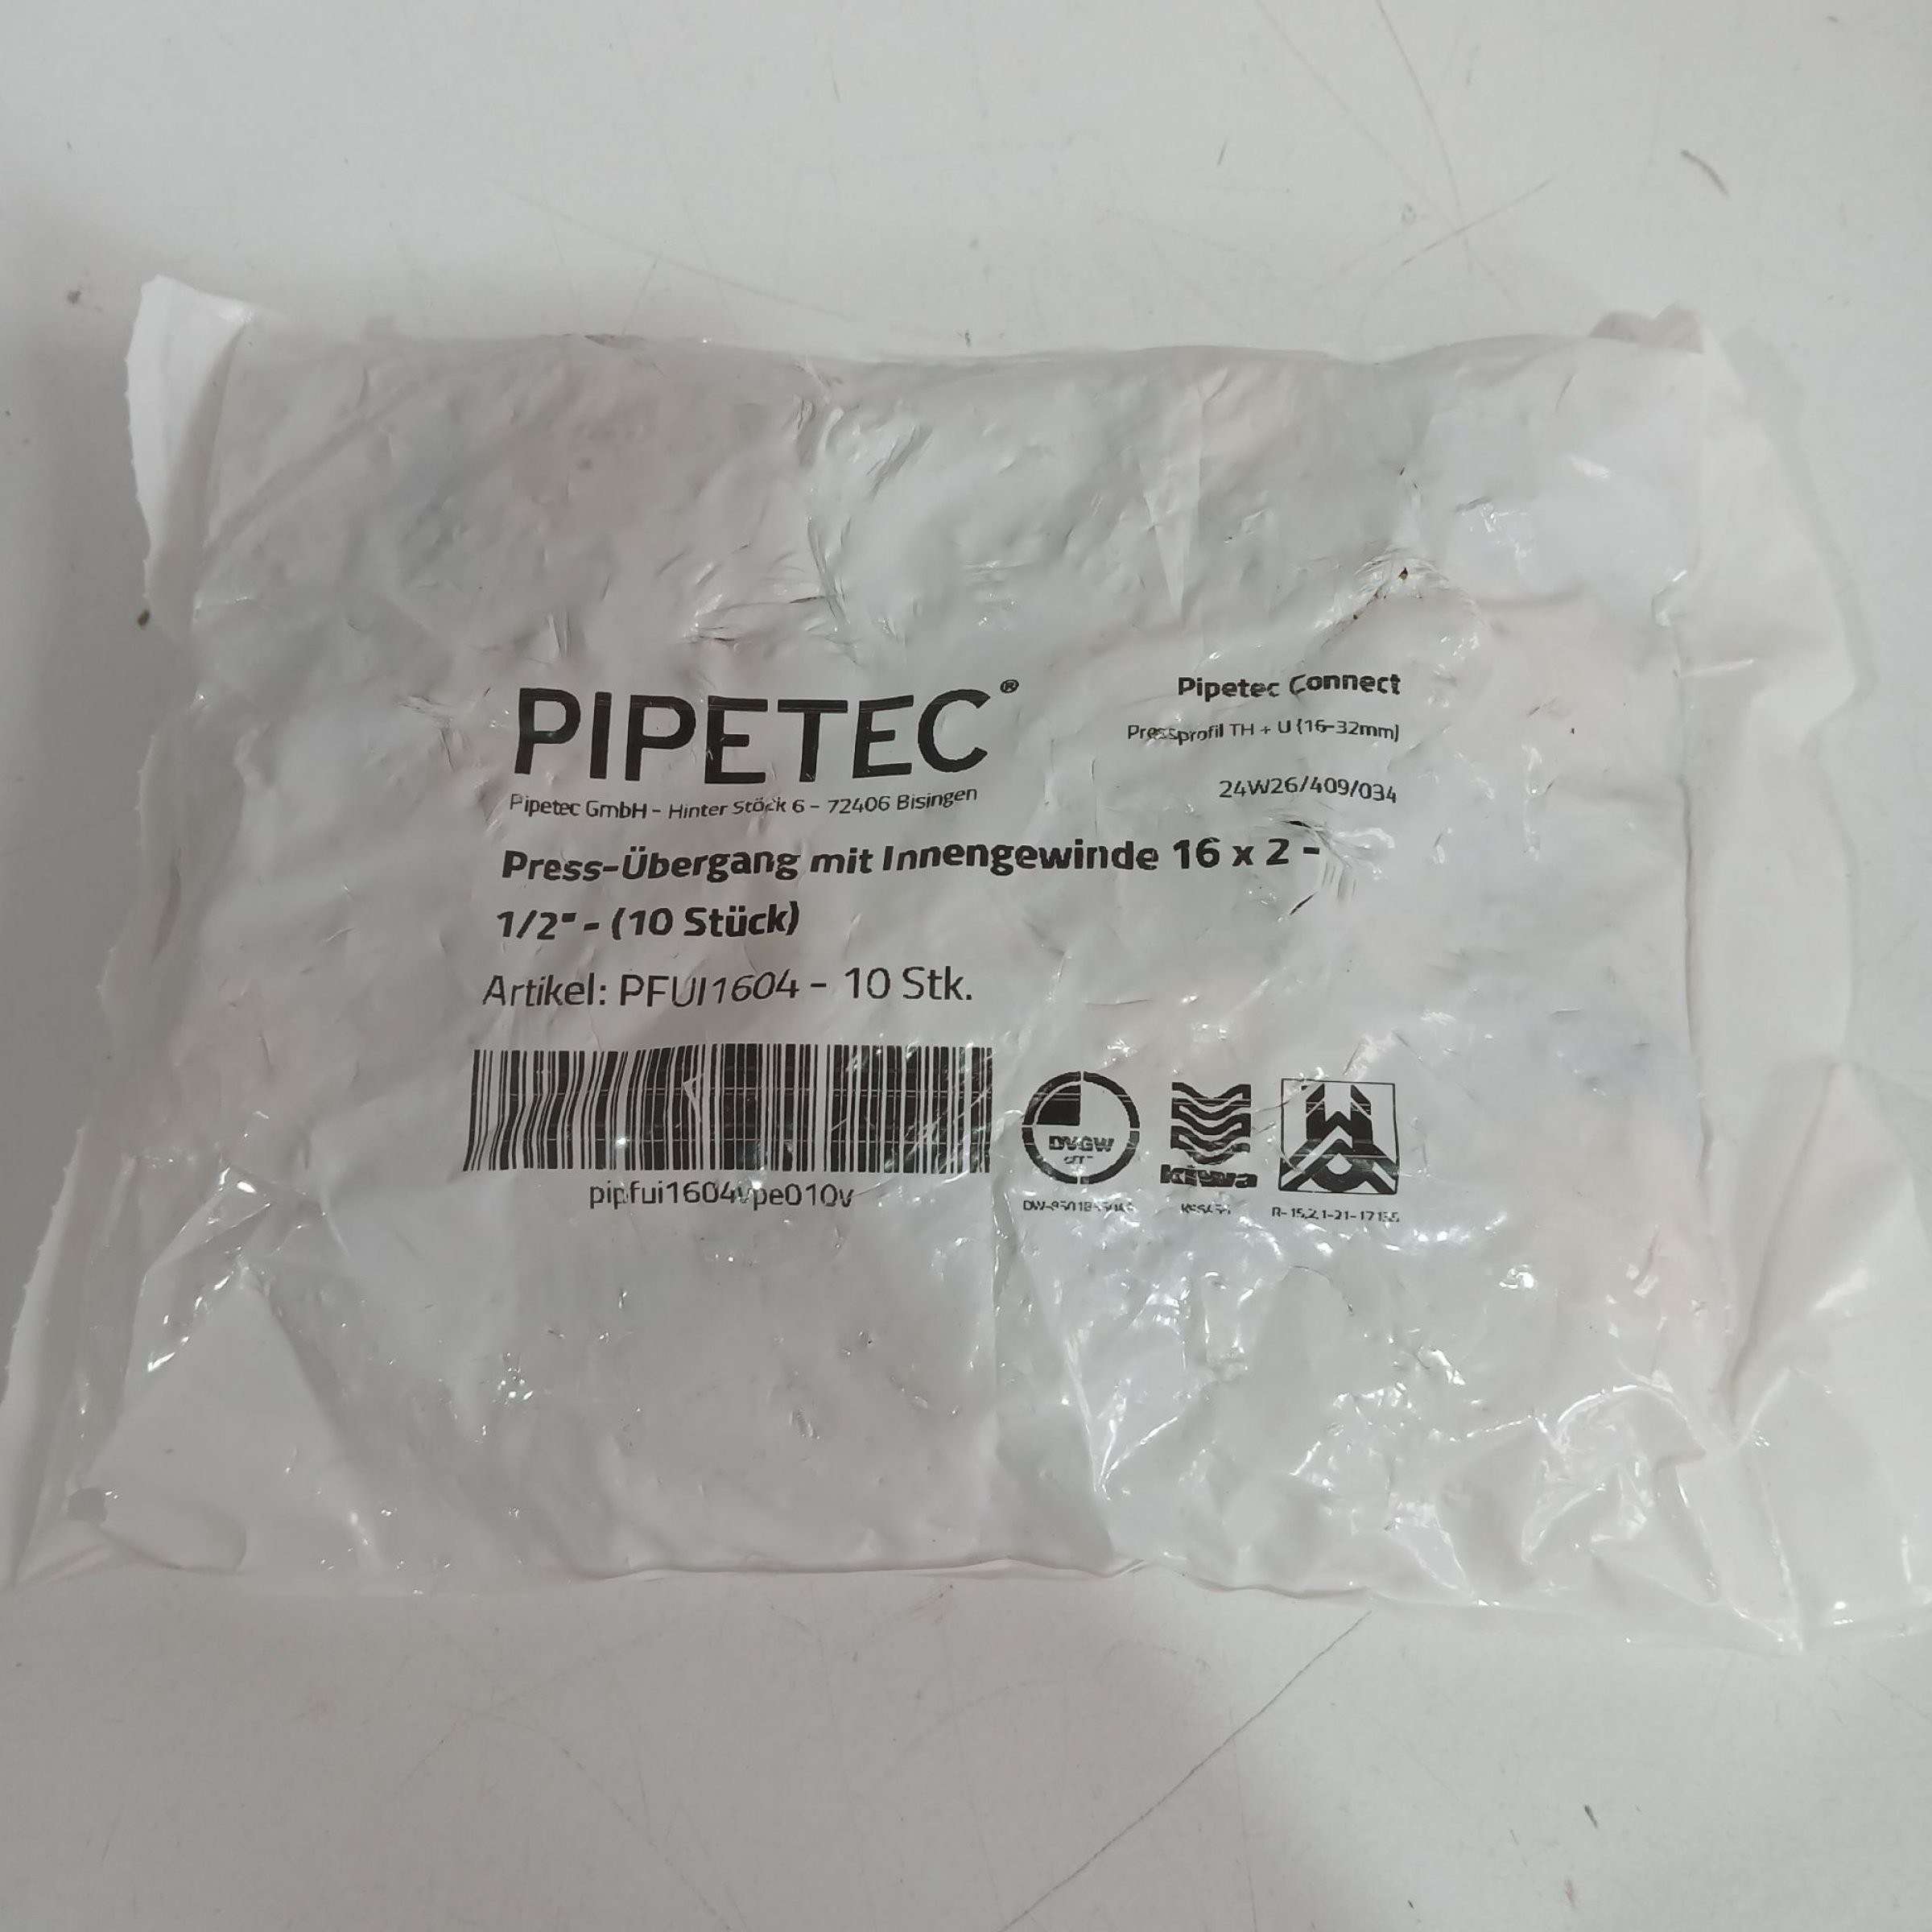 PIPETEC®
Pipetec GmbH - Hinter Stöck 6 - 72406 Bisingen
Pipetec Connect
Pressprofil TH + U (16-32mm)
24W26/409/034
Press-Übergang mit Innengewinde 16 x 2 -
1/2" - (10 Stück)
Artikel: PFUI1604 - 10 Stk.
pipfui1604vpe010v
DVGW
kiwa